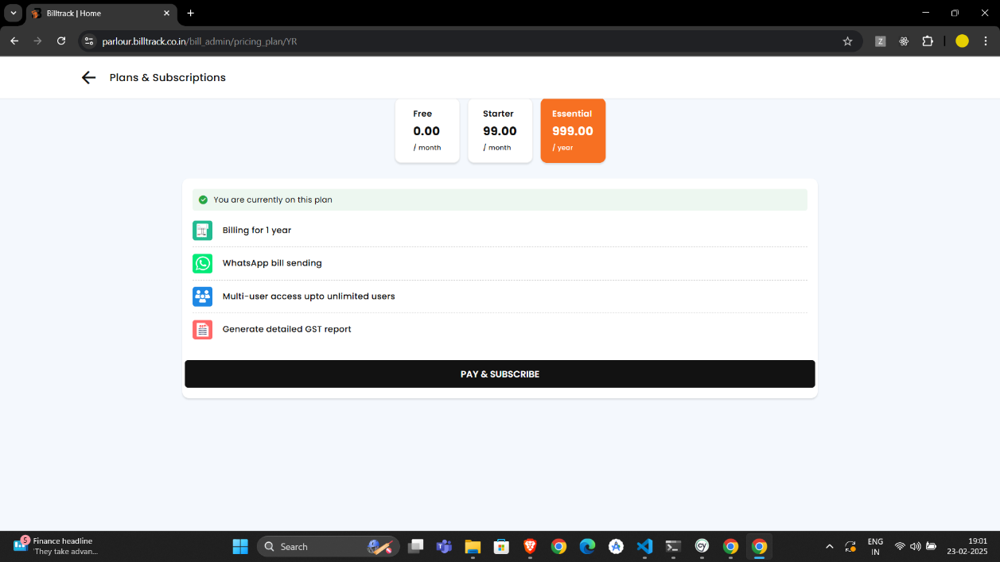 Billtrack | Home
parlour.billtrack.co.in/bill_admin/pricing_plan/YR
Z
Plans & Subscriptions
Free
0.00
/ month
Starter
99.00
/ month
Essential
999.00
/ year
You are currently on this plan
Billing for 1 year
WhatsApp bill sending
Multi-user access upto unlimited users
GST
Generate detailed GST report
PAY & SUBSCRIBE
5
Finance headline
'They take advan...
Search
T
CY
ENG
IN
19:01
23-02-2025